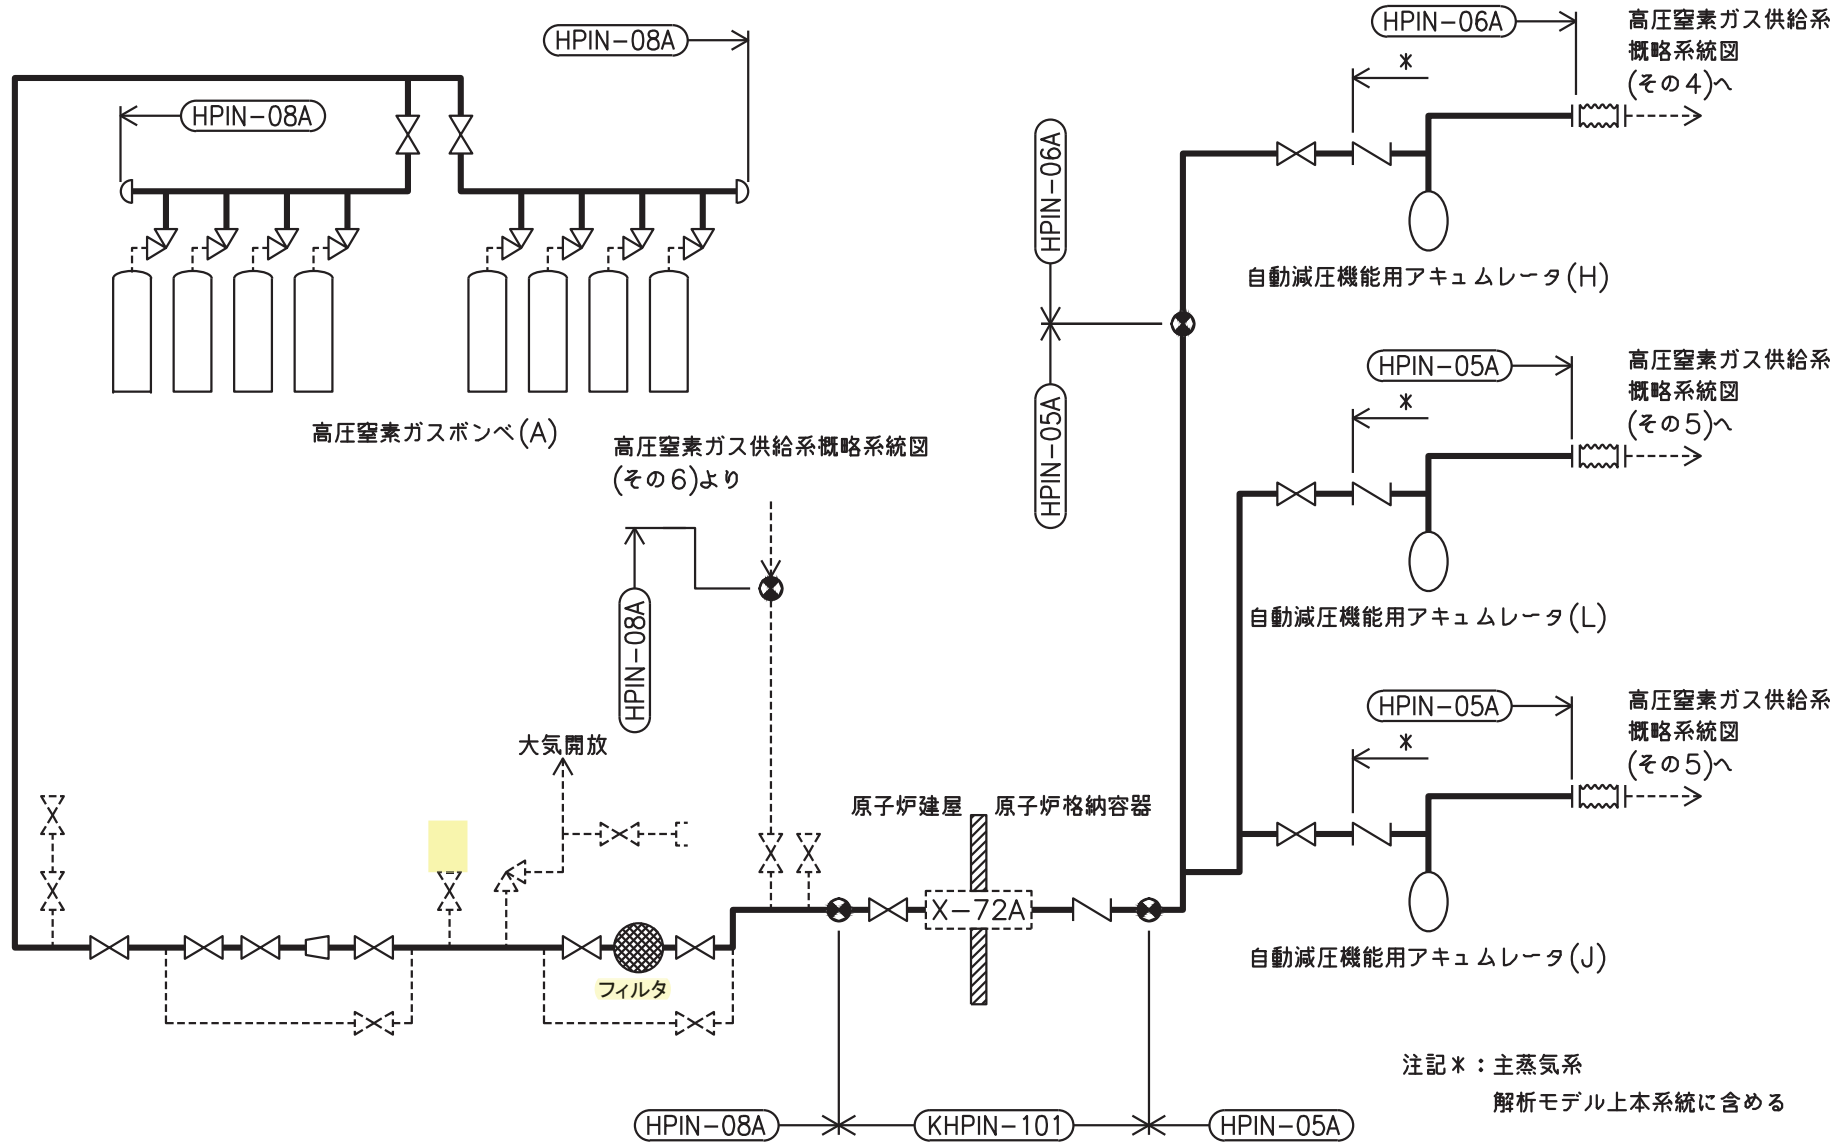 HPIN-06A
高圧窒素ガス供給系
概略系統図
(その4)へ
*
HPIN-08A
HPIN-08A
HPIN-06A
自動減圧機能用アキュムレータ(H)
HPIN-05A
HPIN-05A
高圧窒素ガス供給系
概略系統図
(その5)へ
*
高圧窒素ガスボンベ(A)
高圧窒素ガス供給系概略系統図
(その6)より
HPIN-08A
自動減圧機能用アキュムレータ(L)
HPIN-05A
高圧窒素ガス供給系
概略系統図
(その5)へ
*
大気開放
原子炉建屋
原子炉格納容器
X-72A
フィルタ
自動減圧機能用アキュムレータ(J)
注記*：主蒸気系
解析モデル上本系統に含める
HPIN-08A
KHPIN-101
HPIN-05A